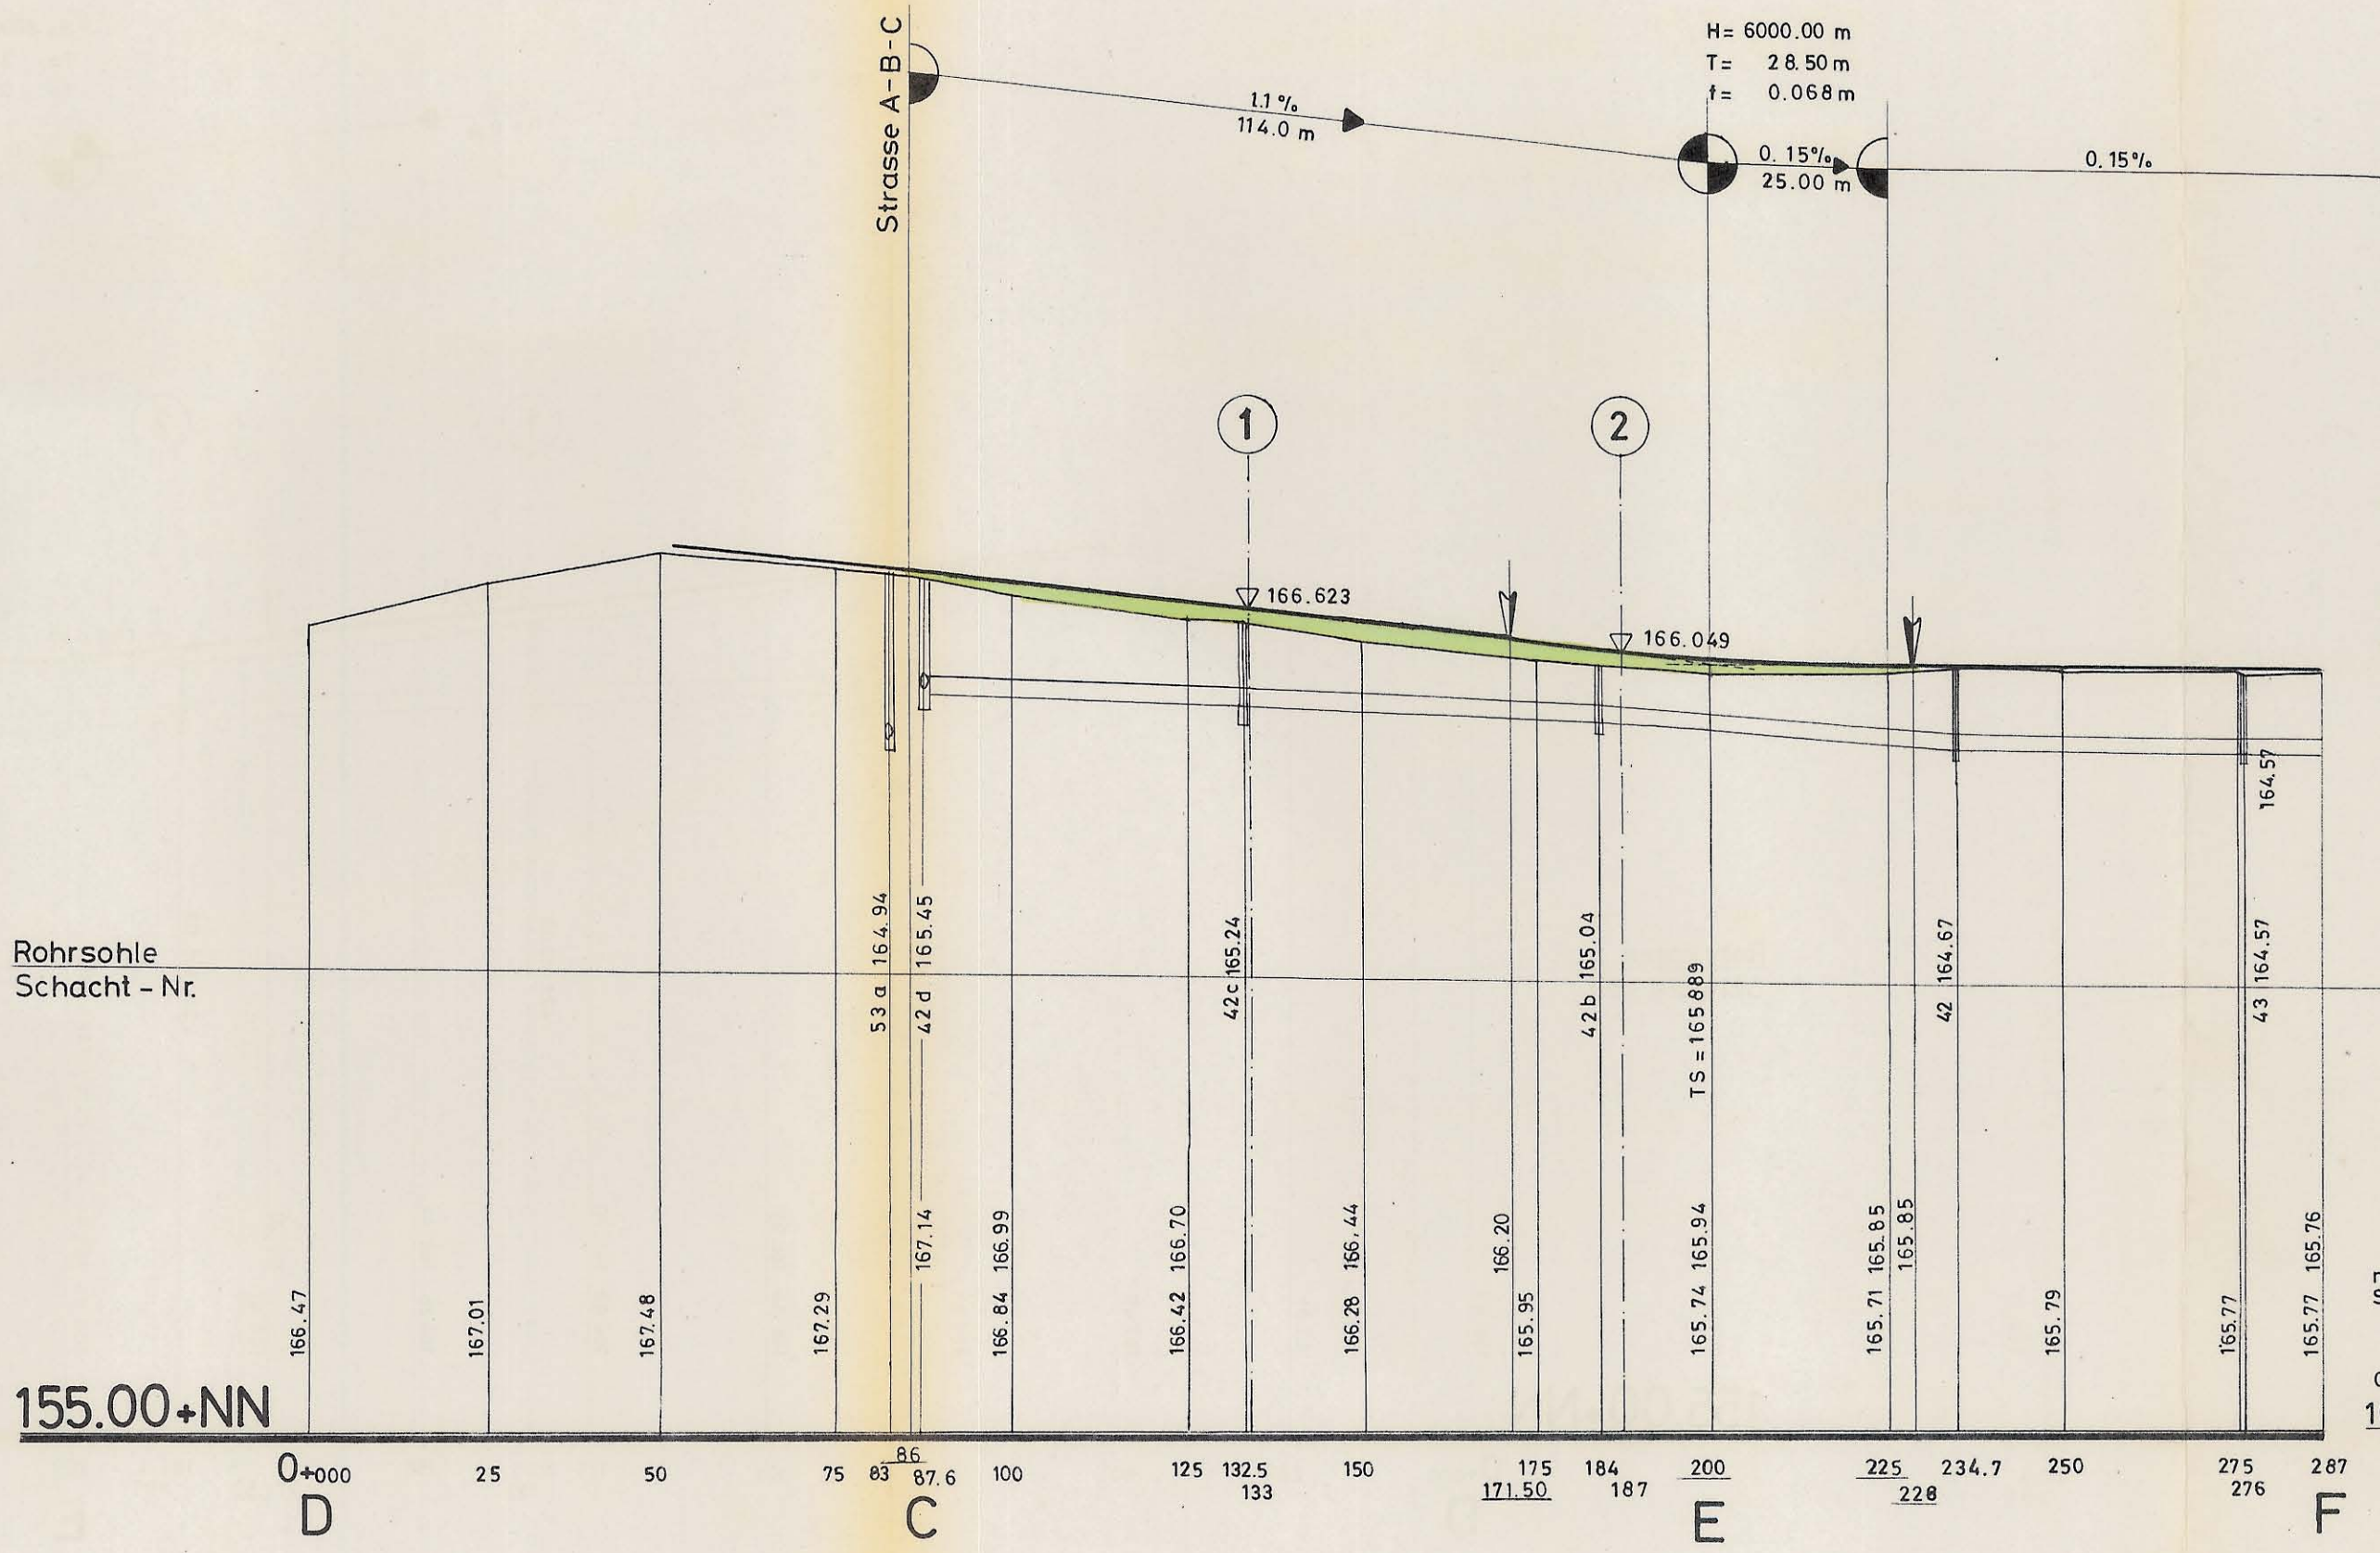 Strasse A-B-C
H= 6000.00 m
T= 28.50 m
f= 0.068 m
1.1 %
114.0 m
0.15%
25.00 m
0.15%
1
2
166.623
166.049
164.57
Rohrsohle
Schacht - Nr.
53a 164.94
42d 165.45
42c 165.24
42b 165.04
TS = 165889
42 164.67
43 164.57
166.47
167.01
167.48
167.29
167.14
166.84 166.99
166.42 166.70
166.28 166,44
166.20
165.95
165.74 165.94
165.71 165.85
165.85
165.79
165.77
165.77 165.76
155.00+NN
0+000 25 50 75 83 86 87.6 100 125 132.5 150 175 184 200 225 234.7 250 275 287
133 171.50 187 228 276
D C E F